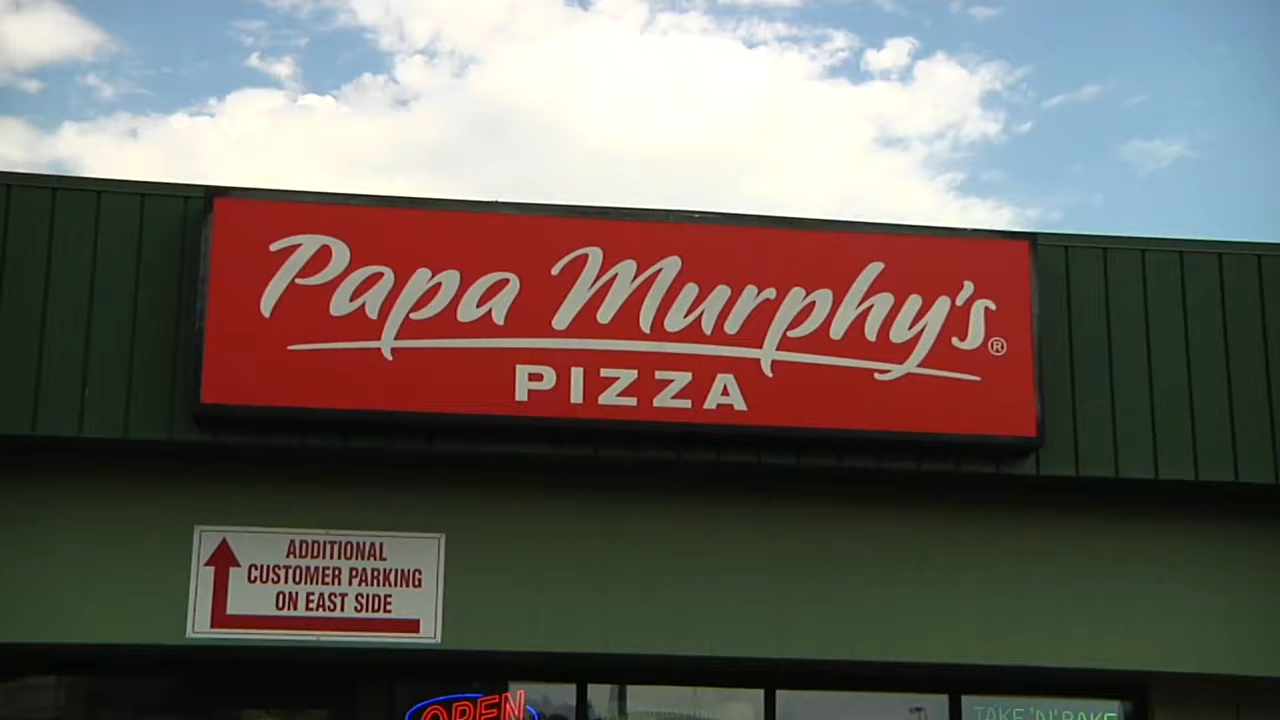 Papa Murphy's®
PIZZA
ADDITIONAL
CUSTOMER PARKING
ON EAST SIDE
OPEN
TAKE 'N' BAKE